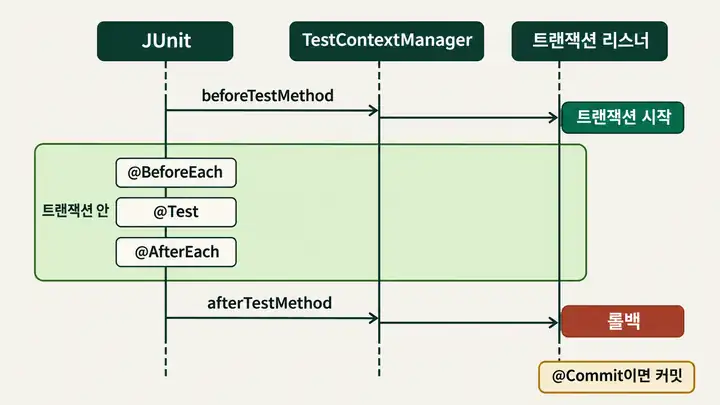 JUnit
TestContextManager
트랜잭션 리스너
beforeTestMethod
트랜잭션 시작
@BeforeEach
트랜잭션 안
@Test
@AfterEach
afterTestMethod
롤백
@Commit이면 커밋